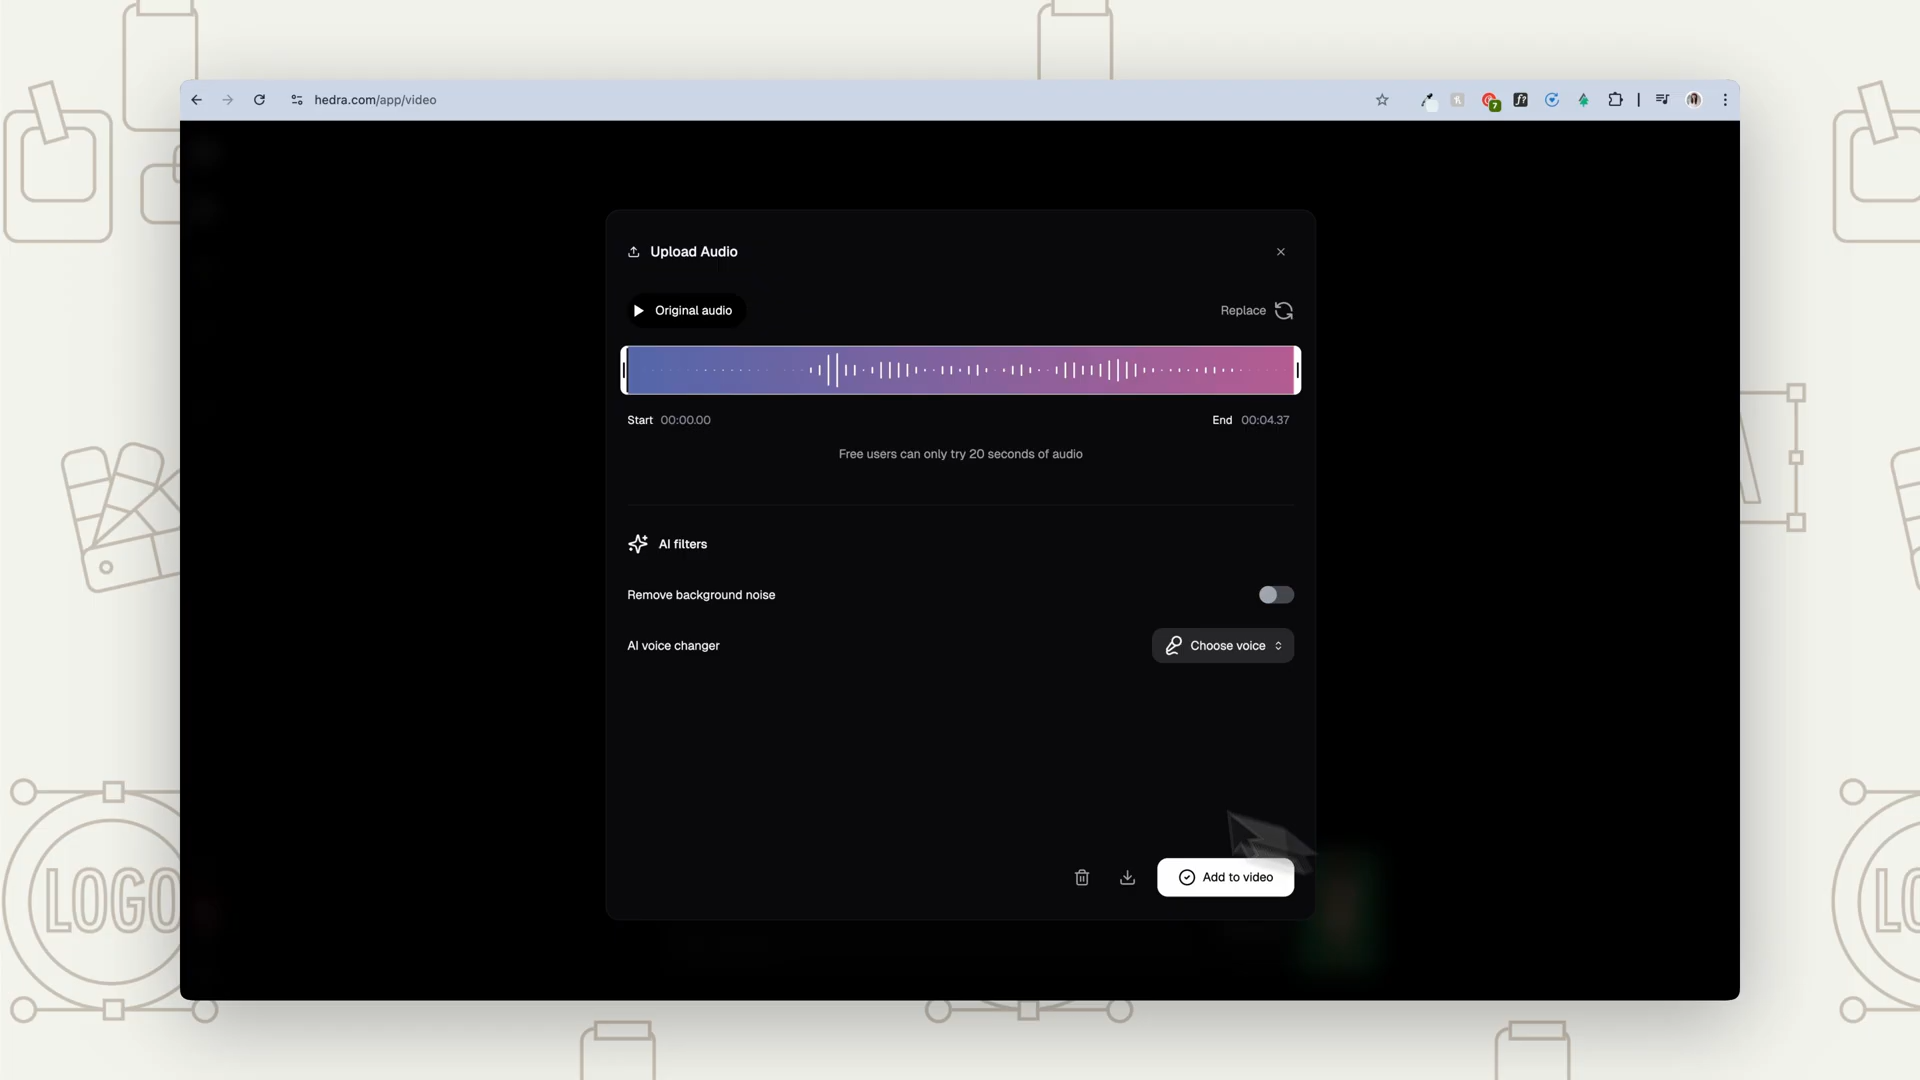 hedra.com/app/video
7
Upload Audio
Original audio
Replace
Start 00:00.00
End 00:04.37
Free users can only try 20 seconds of audio
AI filters
Remove background noise
AI voice changer
Choose voice
Add to video
LOGO
LO